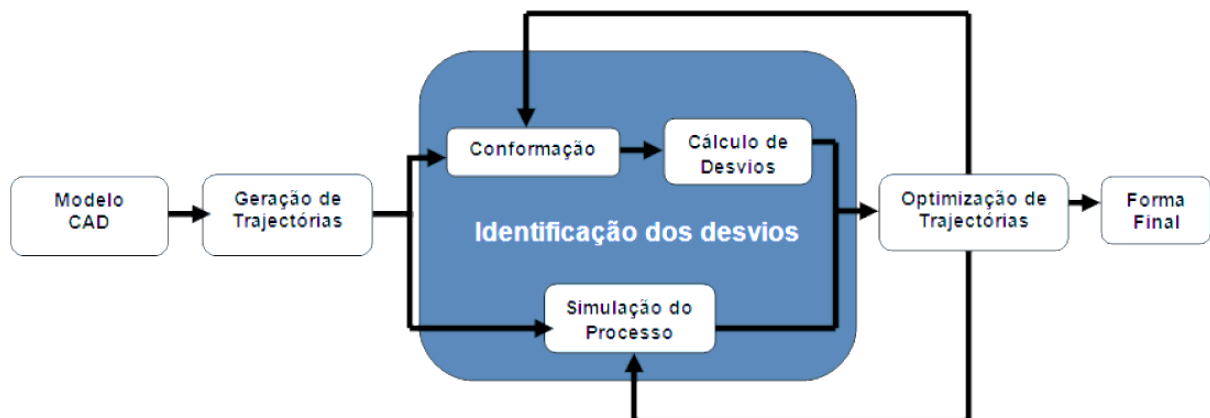 Modelo
CAD
Geração de
Trajectórias
Conformação
Cálculo de
Desvios
Identificação dos desvios
Simulação do
Processo
Optimização de
Trajectórias
Forma
Final